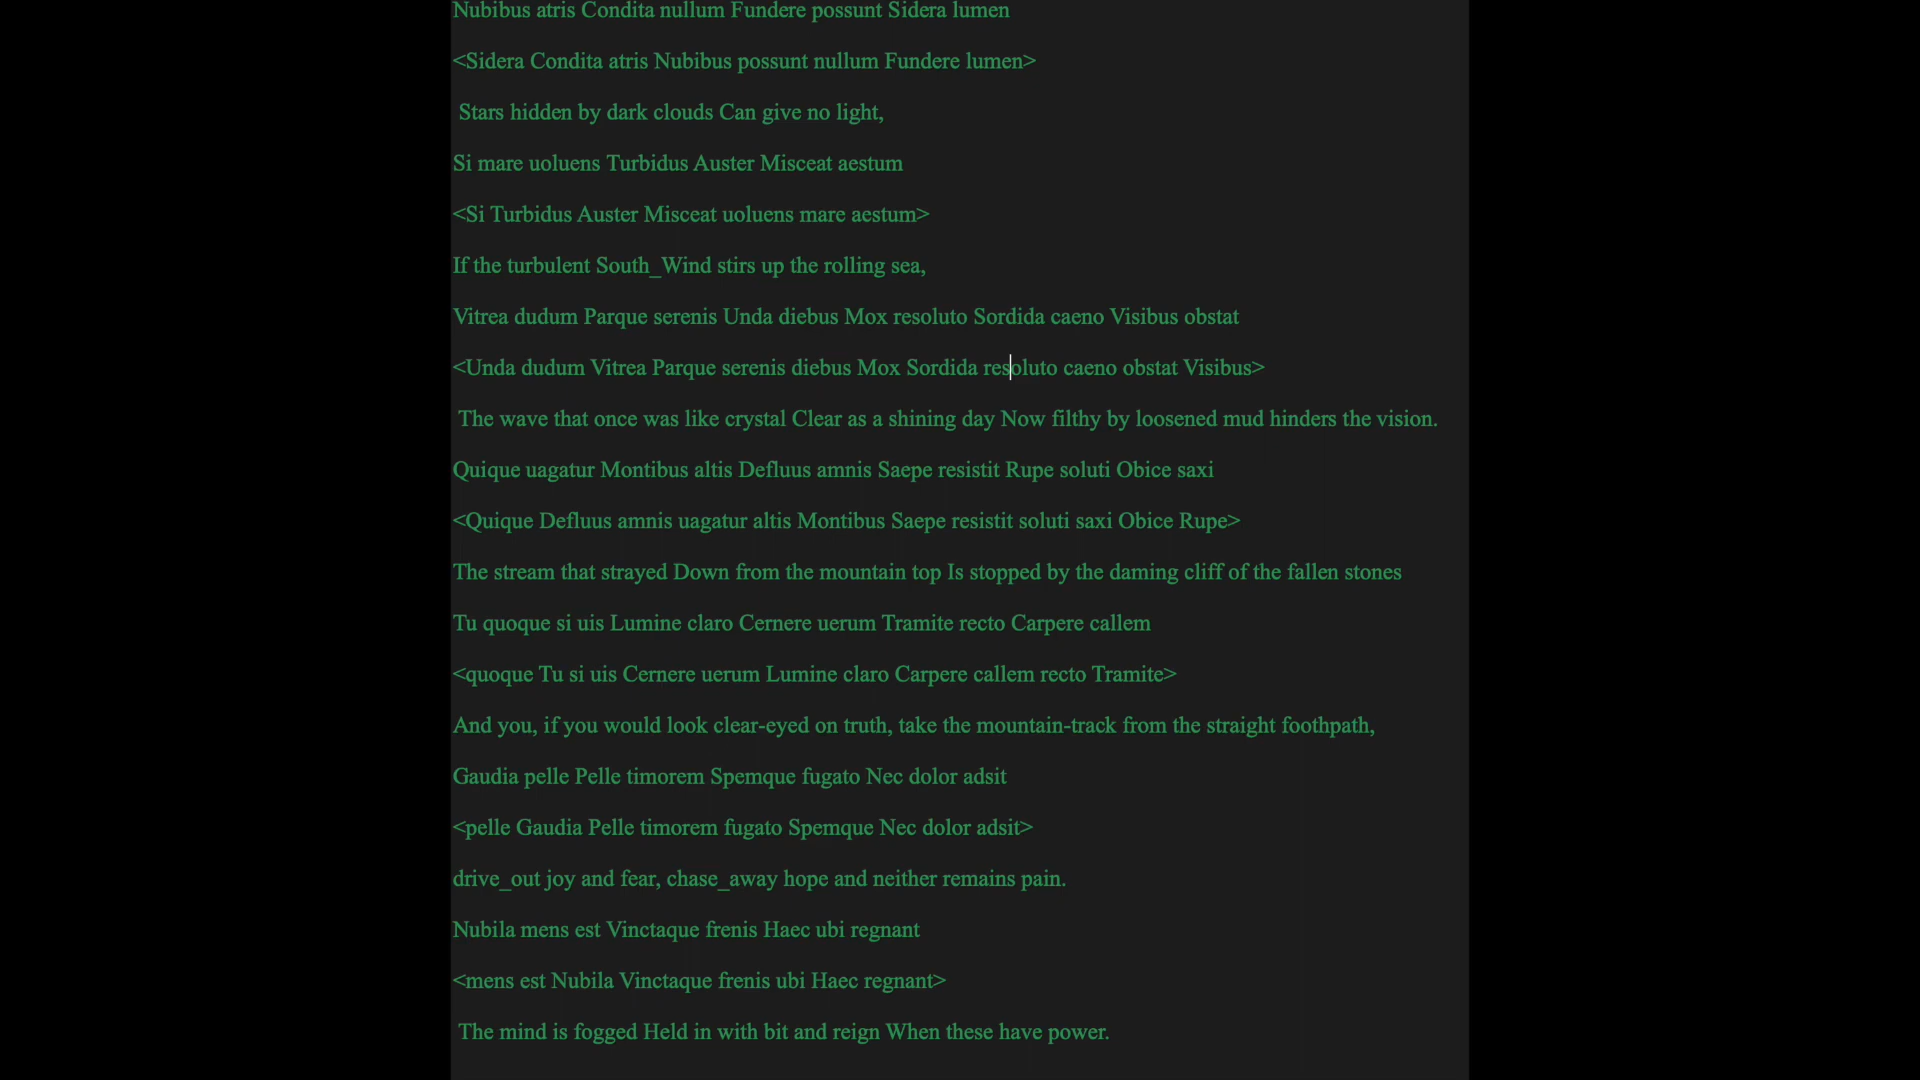 Nubibus atris Condita nullum Fundere possunt Sidera lumen
<Sidera Condita atris Nubibus possunt nullum Fundere lumen>
Stars hidden by dark clouds Can give no light,
Si mare uoluens Turbidus Auster Misceat aestum
<Si Turbidus Auster Misceat uoluens mare aestum>
If the turbulent South_Wind stirs up the rolling sea,
Vitrea dudum Parque serenis Unda diebus Mox resoluto Sordida caeno Visibus obstat
<Unda dudum Vitrea Parque serenis diebus Mox Sordida resoluto caeno obstat Visibus>
The wave that once was like crystal Clear as a shining day Now filthy by loosened mud hinders the vision.
Quique uagatur Montibus altis Defluus amnis Saepe resistit Rupe soluti Obice saxi
<Quique Defluus amnis uagatur altis Montibus Saepe resistit soluti saxi Obice Rupe>
The stream that strayed Down from the mountain top Is stopped by the daming cliff of the fallen stones
Tu quoque si uis Lumine claro Cernere uerum Tramite recto Carpere callem
<quoque Tu si uis Cernere uerum Lumine claro Carpere callem recto Tramite>
And you, if you would look clear-eyed on truth, take the mountain-track from the straight foothpath,
Gaudia pelle Pelle timorem Spemque fugato Nec dolor adsit
<pelle Gaudia Pelle timorem fugato Spemque Nec dolor adsit>
drive_out joy and fear, chase_away hope and neither remains pain.
Nubila mens est Vinctaque frenis Haec ubi regnant
<mens est Nubila Vinctaque frenis ubi Haec regnant>
The mind is fogged Held in with bit and reign When these have power.